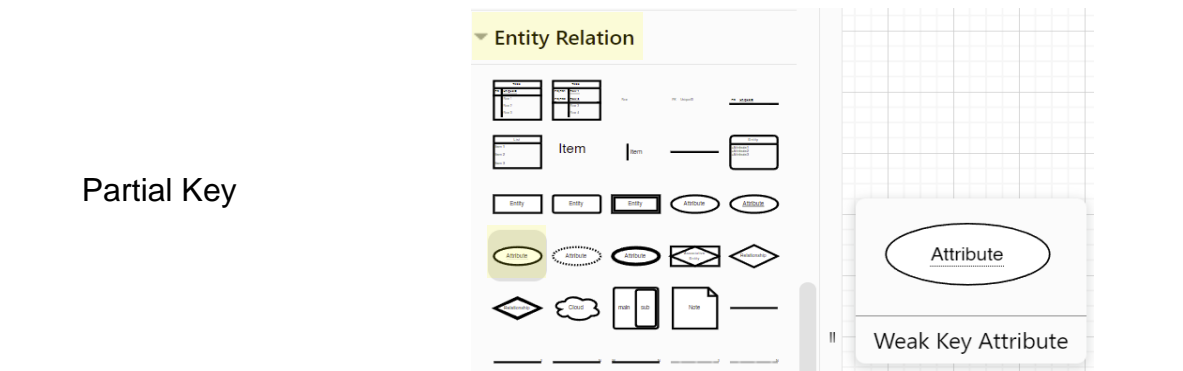 Entity Relation
Item
Item
Partial Key
Entity Entity Entity Attribute Attribute
Attribute Attribute Attribute Relationship
Attribute
Relationship Cloud main sub Note
Weak Key Attribute